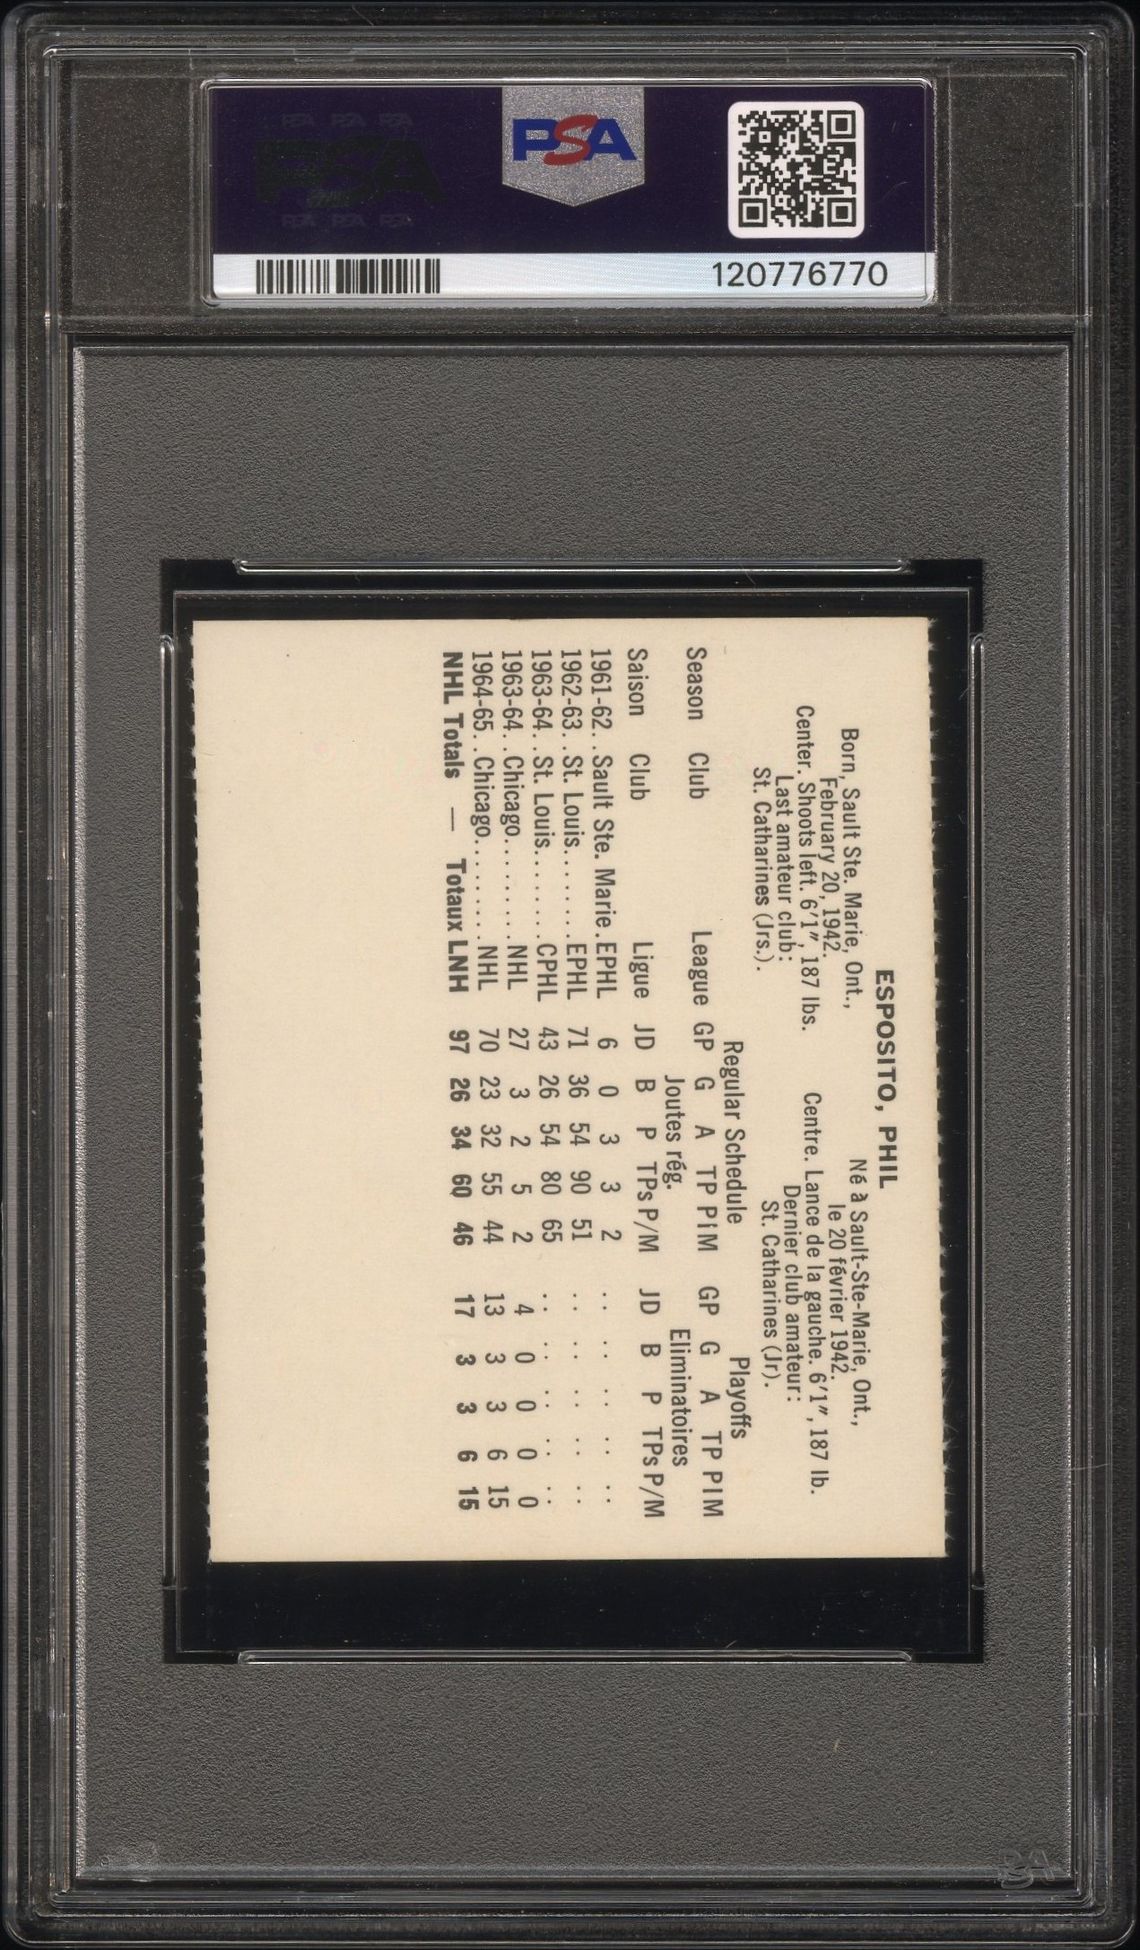 PSA
120776770
ESPOSITO, PHIL
Born, Sault Ste. Marie, Ont.,
February 20, 1942.
Center. Shoots left. 6'1", 187 lbs.
Last amateur club:
St. Catharines (Jrs.).
Né à Sault-Ste-Marie, Ont.,
le 20 février 1942.
Centre. Lance de la gauche. 6'1", 187 lb.
Dernier club amateur:
St. Catharines (Jr).
Regular Schedule Playoffs
Season Club League GP G A TP PIM GP G A TP PIM
Joutes rég. Eliminatoires
Saison Club Ligue JD B P TPs P/M JD B P TPs P/M
1961-62. .Sault Ste. Marie.EPHL 6 0 3 3 2 .. .. .. .. ..
1962-63. .St. Louis........EPHL 71 36 54 90 51 .. .. .. .. ..
1963-64. .St. Louis........CPHL 43 26 54 80 65 .. .. .. .. ..
1963-64. .Chicago.........NHL 27 3 2 5 2 4 0 0 0 0
1964-65. .Chicago.........NHL 70 23 32 55 44 13 3 3 6 15
NHL Totals — Totaux LNH 97 26 34 60 46 17 3 3 6 15